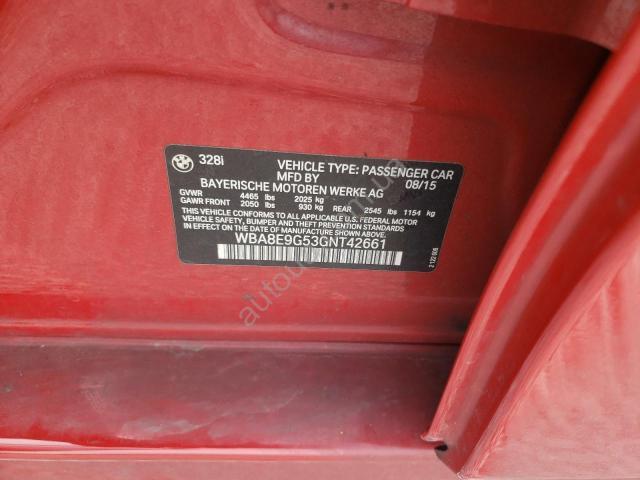 328i VEHICLE TYPE: PASSENGER CAR
MFD BY 08/15
BAYERISCHE MOTOREN WERKE AG
GVWR 4465 lbs 2025 kg
GAWR FRONT 2050 lbs 930 kg REAR 2545 lbs 1154 kg
THIS VEHICLE CONFORMS TO ALL APPLICABLE U.S. FEDERAL MOTOR
VEHICLE SAFETY, BUMPER, AND THEFT PREVENTION STANDARDS
IN EFFECT ON THE DATE OF MANUFACTURE SHOWN ABOVE.
WBA8E9G53GNT42661